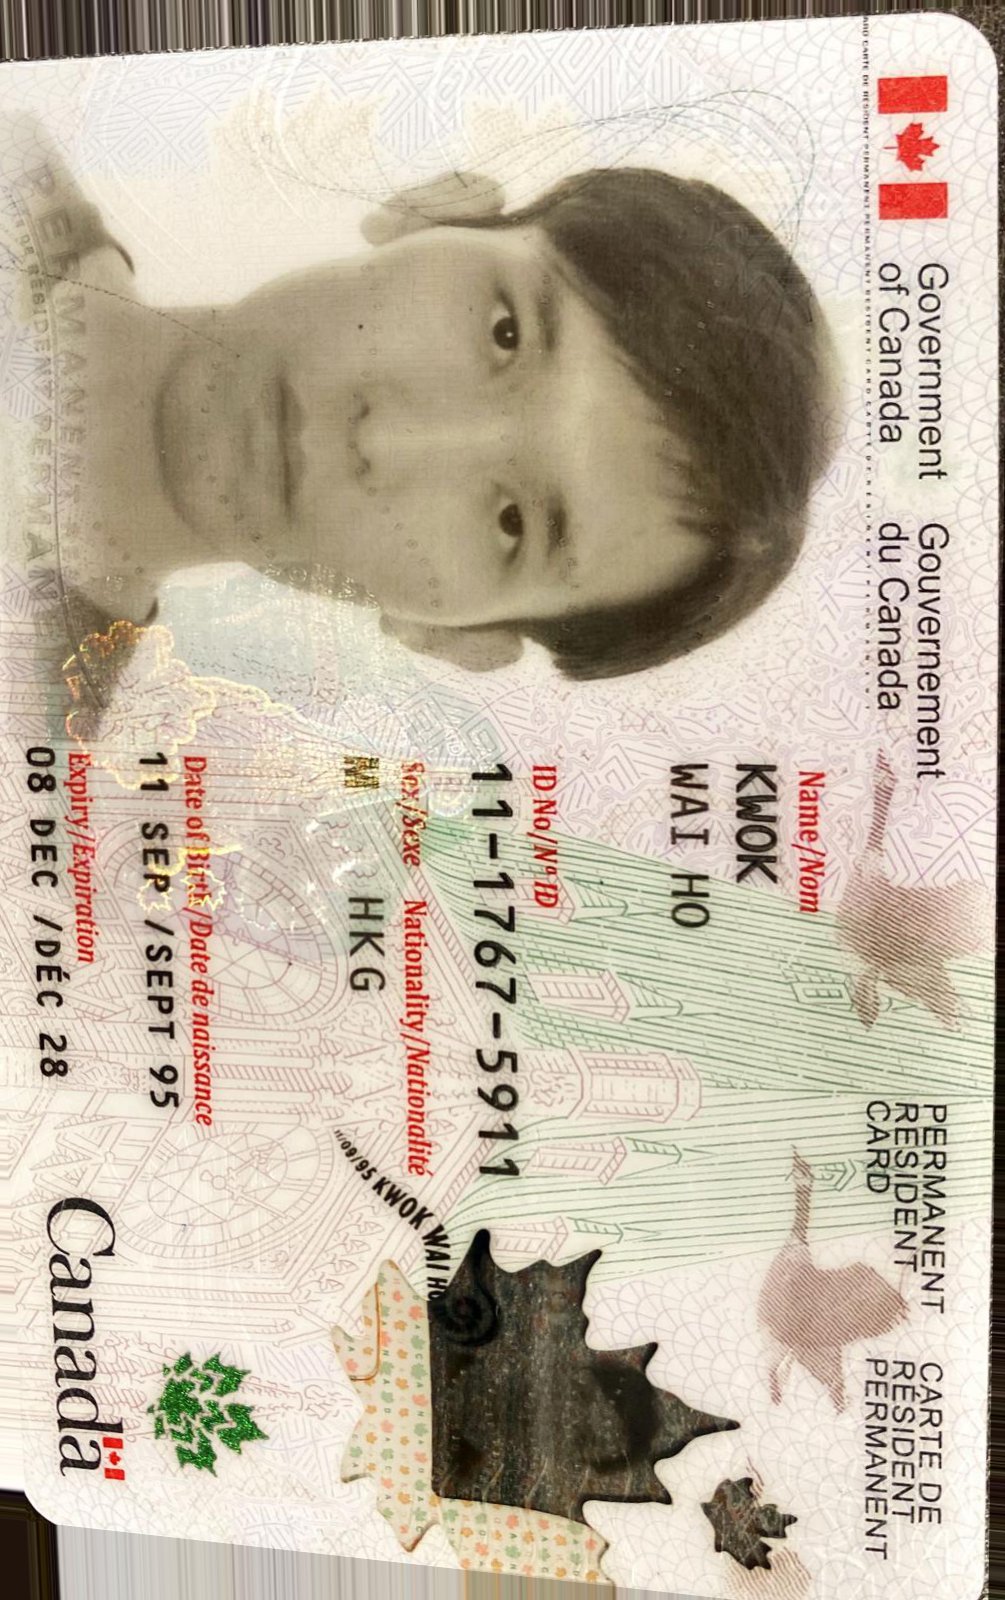 Government of Canada
Gouvernement du Canada
PERMANENT RESIDENT CARD
CARTE DE RÉSIDENT PERMANENT
Name/Nom
KWOK
WAI HO
ID No/Nº ID
11-1767-5911
Sex/Sexe Nationality/Nationalité
M HKG
Date of Birth/Date de naissance
11 SEP /SEPT 95
Expiry/Expiration
08 DEC /DÉC 28
11/09/95 KWOK WAI HO
Canada